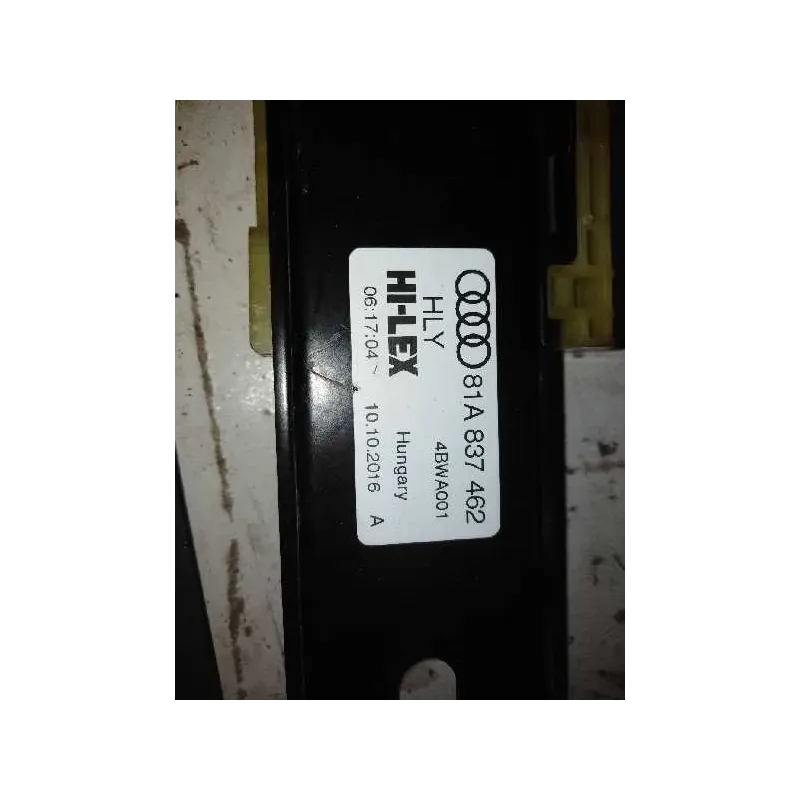 81A 837 462
HLY 4BWA001
HI-LEX Hungary
06:17:04 ~ 10.10.2016 A